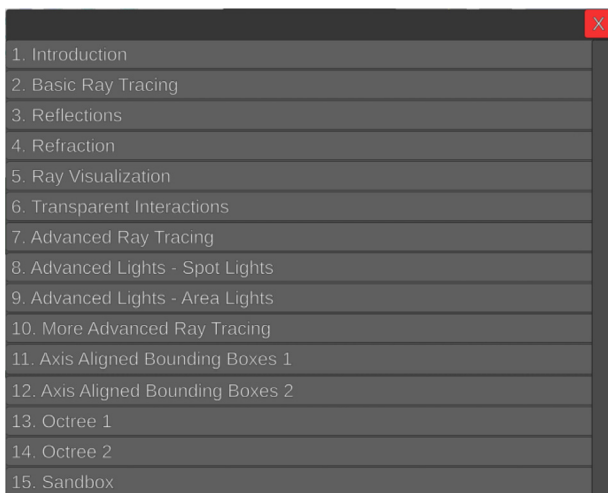 X
1. Introduction
2. Basic Ray Tracing
3. Reflections
4. Refraction
5. Ray Visualization
6. Transparent Interactions
7. Advanced Ray Tracing
8. Advanced Lights - Spot Lights
9. Advanced Lights - Area Lights
10. More Advanced Ray Tracing
11. Axis Aligned Bounding Boxes 1
12. Axis Aligned Bounding Boxes 2
13. Octree 1
14. Octree 2
15. Sandbox